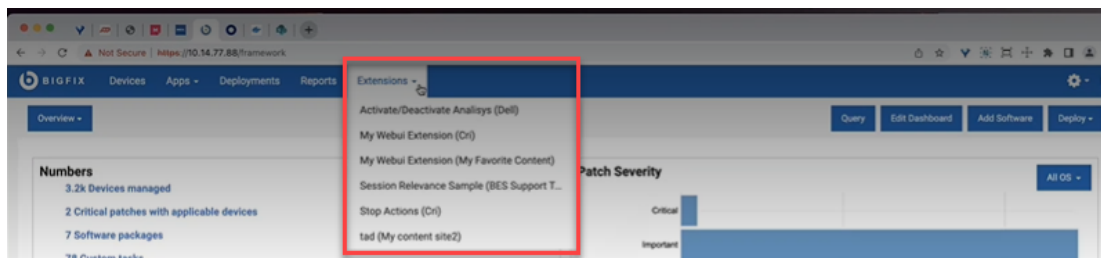 Not Secure | https://10.14.77.88/framework
BIGFIX Devices Apps Deployments Reports Extensions
Activate/Deactivate Analisys (Dell)
Overview
Query Edit Dashboard Add Software Deploy
My Webui Extension (Cri)
My Webui Extension (My Favorite Content)
Numbers
Patch Severity
All OS
3.2k Devices managed
Session Relevance Sample (BES Support T...
2 Critical patches with applicable devices
Stop Actions (Cri)
Critical
7 Software packages
tad (My content site2)
Important
78 Custom tasks